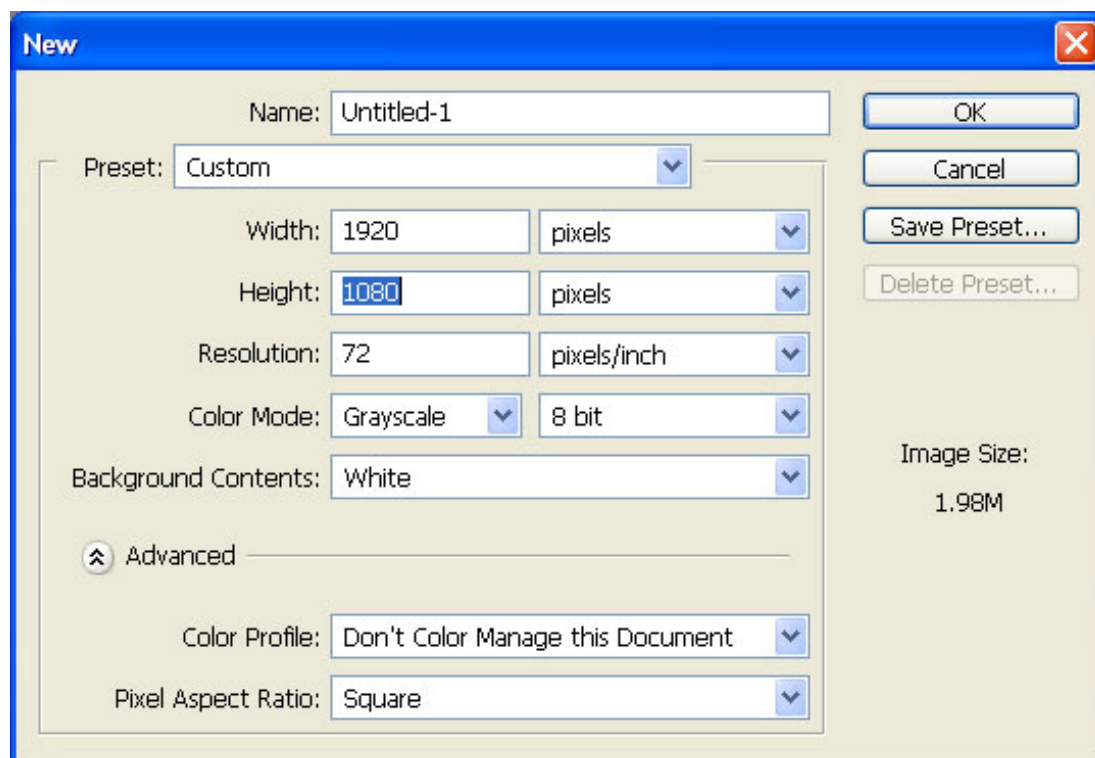 New
Name: Untitled-1
OK
Preset: Custom
Cancel
Width: 1920 pixels
Save Preset...
Height: 1080 pixels
Delete Preset...
Resolution: 72 pixels/inch
Color Mode: Grayscale 8 bit
Image Size:
Background Contents: White
1.98M
Advanced
Color Profile: Don't Color Manage this Document
Pixel Aspect Ratio: Square